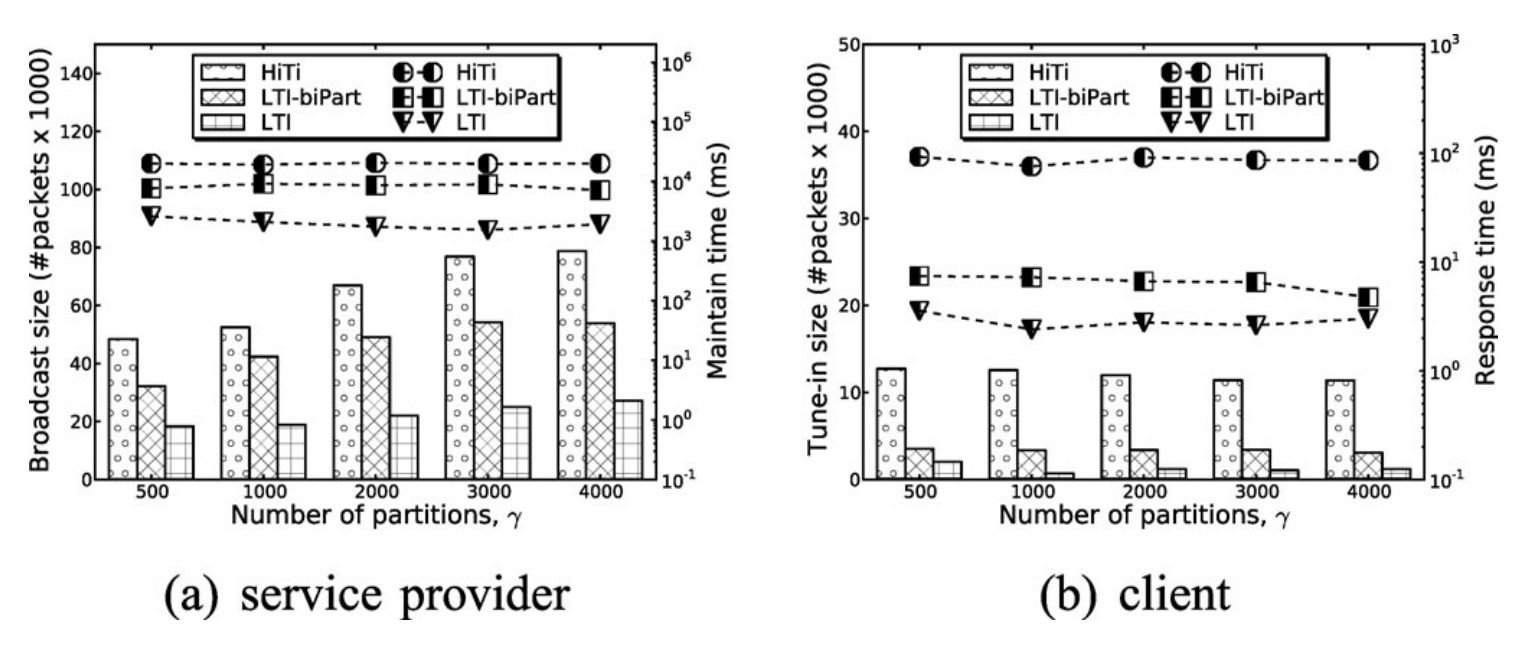 Broadcast size (#packets x 1000)
140
120
100
80
60
40
20
0
HiTi
LTI-biPart
LTI
HiTi
LTI-biPart
LTI
10^6
10^5
10^4
10^3
10^2
10^1
10^0
10^-1
Maintain time (ms)
500 1000 2000 3000 4000
Number of partitions, γ
(a) service provider
Tune-in size (#packets x 1000)
50
40
30
20
10
0
HiTi
LTI-biPart
LTI
HiTi
LTI-biPart
LTI
10^3
10^2
10^1
10^0
10^-1
Response time (ms)
500 1000 2000 3000 4000
Number of partitions, γ
(b) client